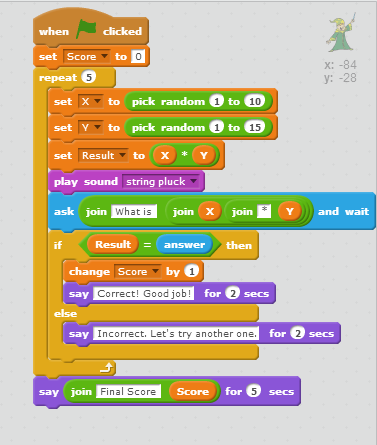 when clicked
set Score to 0
x: -84
y: -28
repeat 5
set X to pick random 1 to 10
set Y to pick random 1 to 15
set Result to X * Y
play sound string pluck
ask join What is join X join * Y and wait
if Result = answer then
change Score by 1
say Correct! Good job! for 2 secs
else
say Incorrect. Let's try another one. for 2 secs
say join Final Score Score for 5 secs